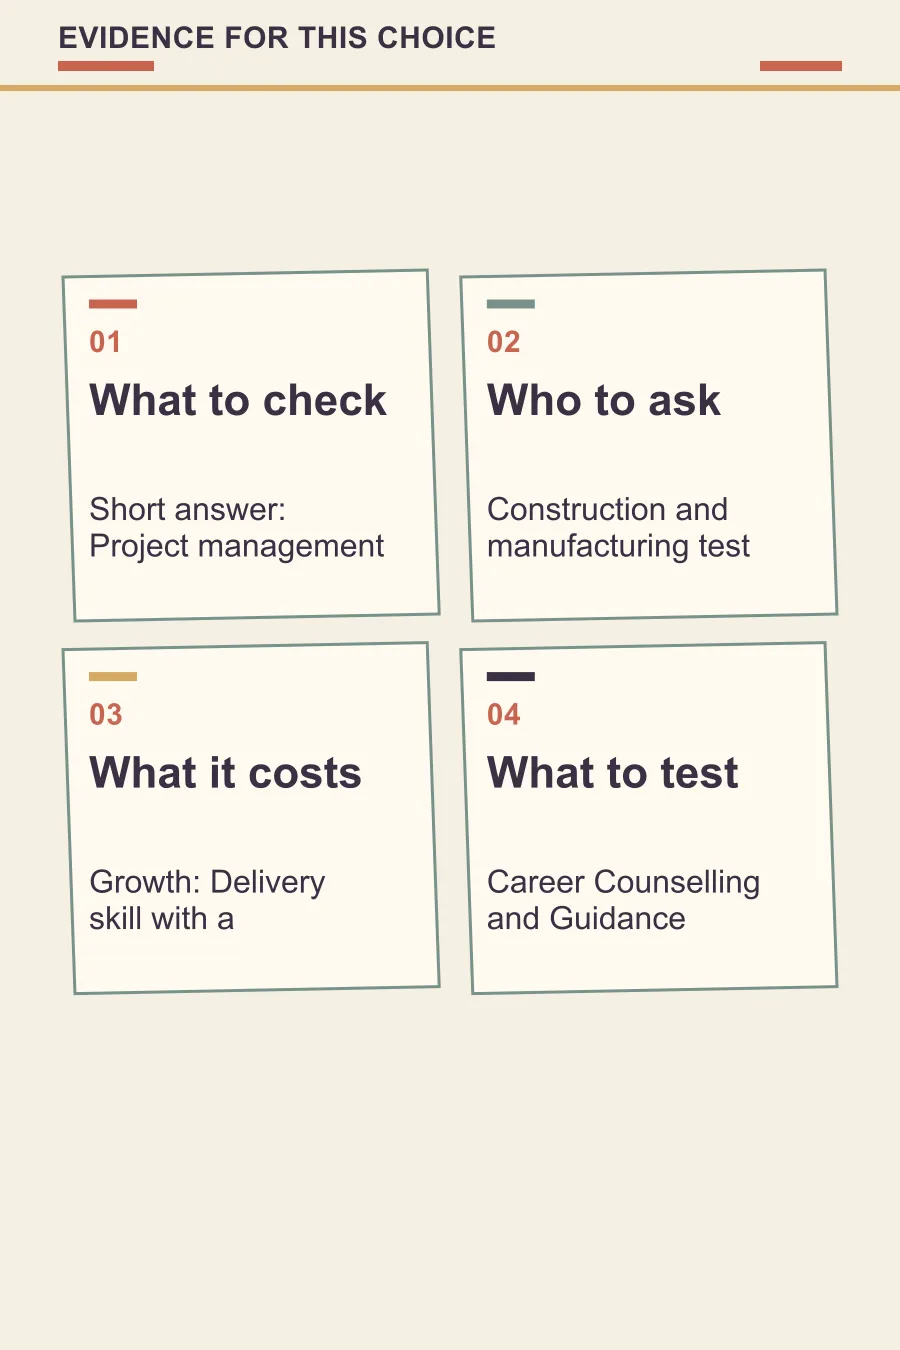 EVIDENCE FOR THIS CHOICE
01
What to check
Short answer:
Project management
02
Who to ask
Construction and
manufacturing test
03
What it costs
Growth: Delivery
skill with a
04
What to test
Career Counselling
and Guidance